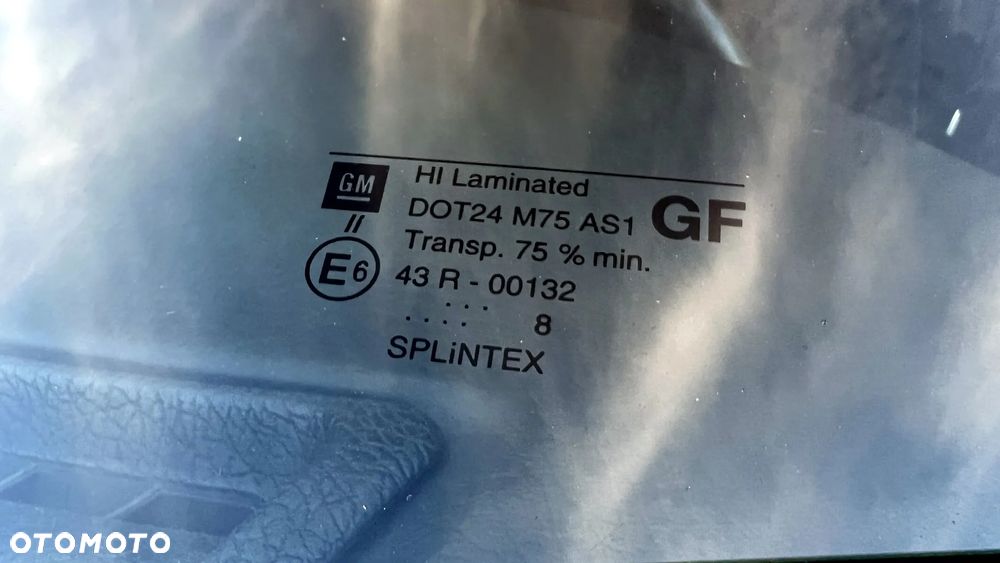 GM
HI Laminated
DOT24 M75 AS1
GF
//
Transp. 75 % min.
E6
43 R - 00132
. . .
. . . . 8
SPLiNTEX
OTOMOTO